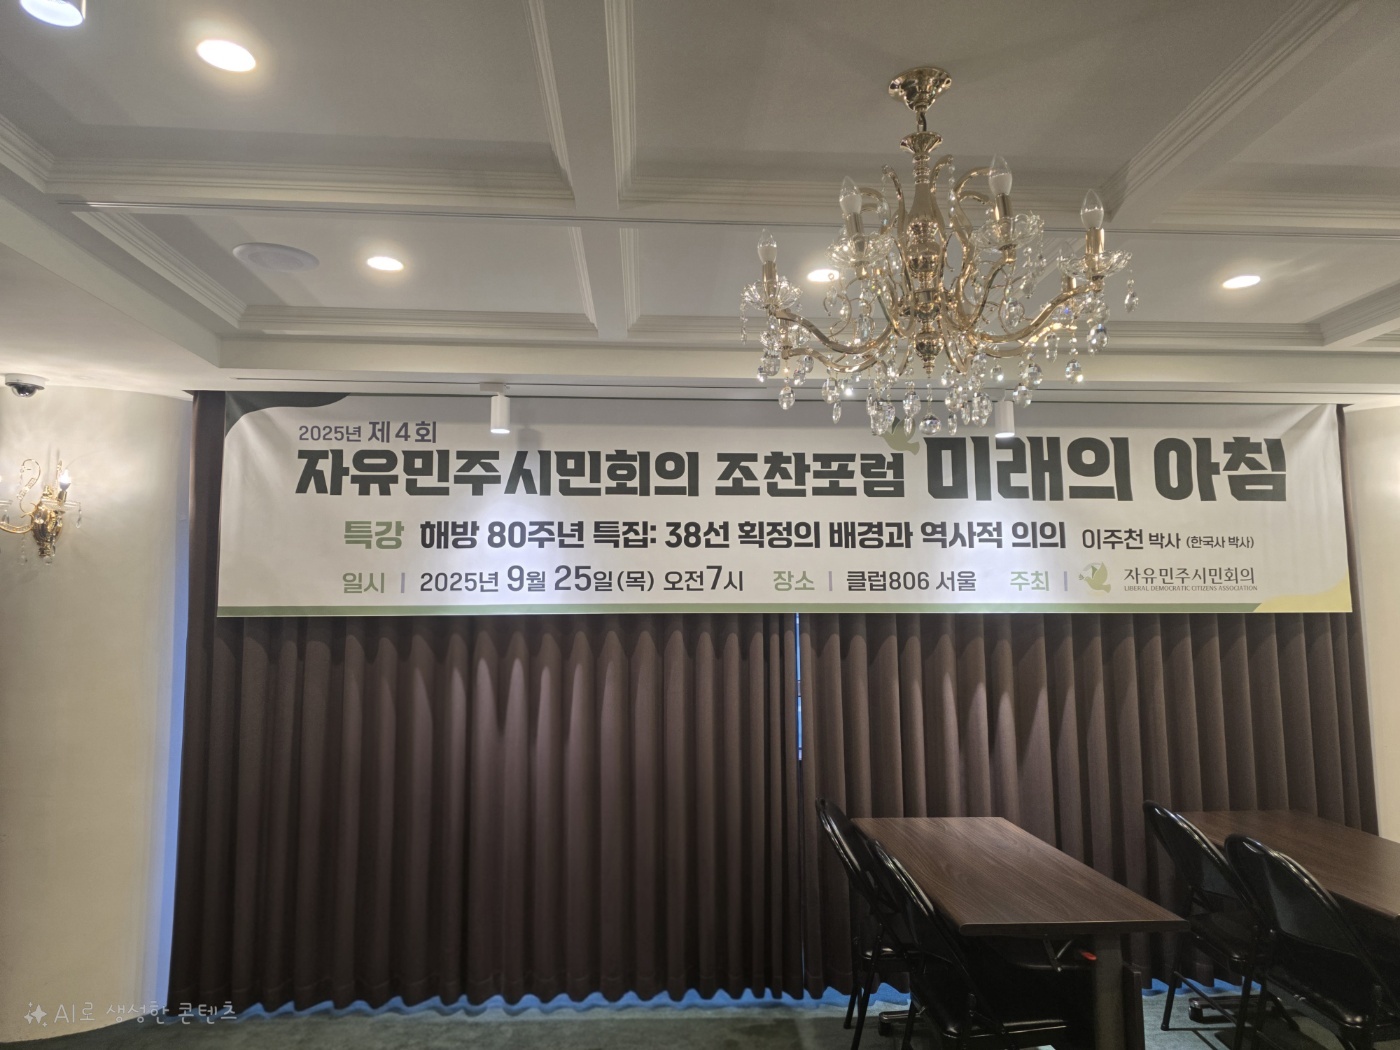 2025년 제4회
자유민주시민회의 조찬포럼 미래의 아침
특강 해방 80주년 특집: 38선 획정의 배경과 역사적 의의 이주천 박사 (한국사 박사)
일시 | 2025년 9월 25일(목) 오전7시 장소 | 클럽806 서울 주최 | 자유민주시민회의
LIBERAL DEMOCRATIC CITIZENS ASSOCIATION
AI로 생성한 콘텐츠